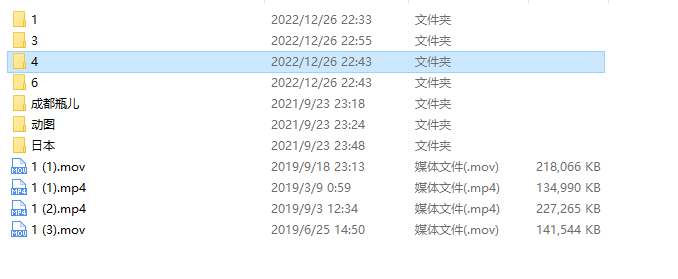 1 2022/12/26 22:33 文件夹
3 2022/12/26 22:55 文件夹
4 2022/12/26 22:43 文件夹
6 2022/12/26 22:43 文件夹
成都瓶儿 2021/9/23 23:18 文件夹
动图 2021/9/23 23:24 文件夹
日本 2021/9/23 23:48 文件夹
MOV 1 (1).mov 2019/9/18 23:13 媒体文件(.mov) 218,066 KB
MP4 1 (1).mp4 2019/3/9 0:59 媒体文件(.mp4) 134,990 KB
MP4 1 (2).mp4 2019/9/3 12:34 媒体文件(.mp4) 227,265 KB
MOV 1 (3).mov 2019/6/25 14:50 媒体文件(.mov) 141,544 KB